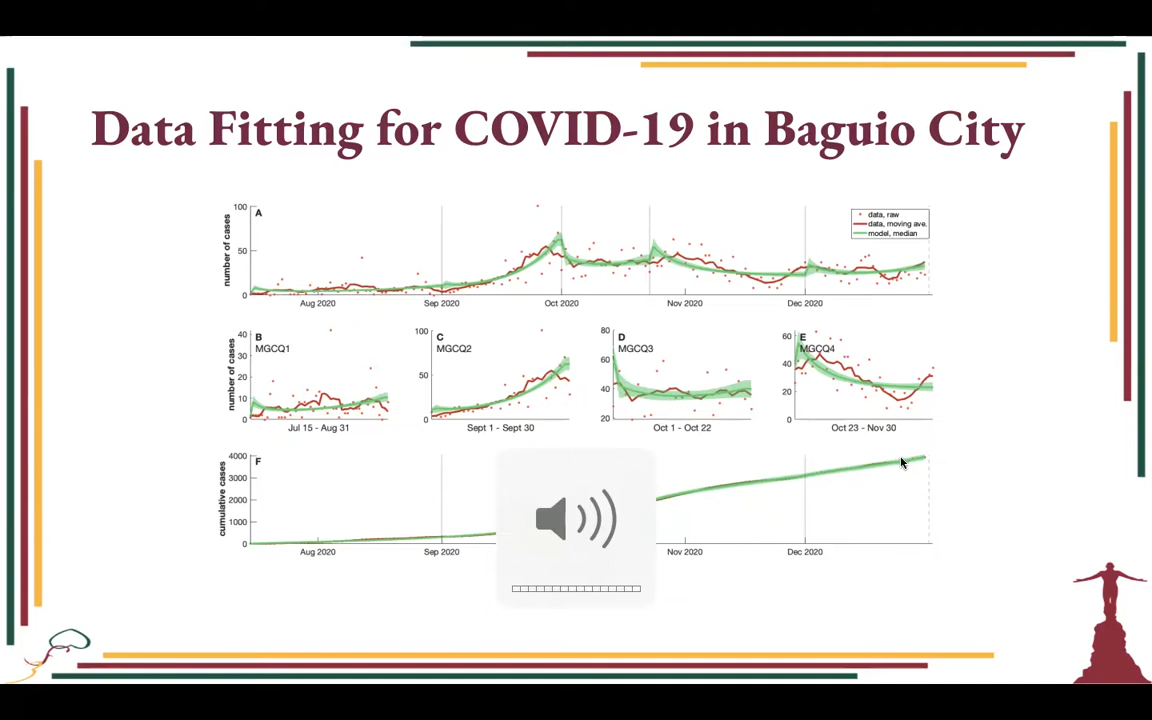 Data Fitting for COVID-19 in Baguio City
A
number of cases
100
50
0
data, raw
data, moving ave.
model, median
Aug 2020 Sep 2020 Oct 2020 Nov 2020 Dec 2020
B
MGCQ1
number of cases
40
30
20
10
0
Jul 15 - Aug 31
C
MGCQ2
100
50
0
Sept 1 - Sept 30
D
MGCQ3
80
60
40
20
Oct 1 - Oct 22
E
MGCQ4
60
40
20
0
Oct 23 - Nov 30
F
cumulative cases
4000
3000
2000
1000
0
Aug 2020 Sep 2020 Nov 2020 Dec 2020